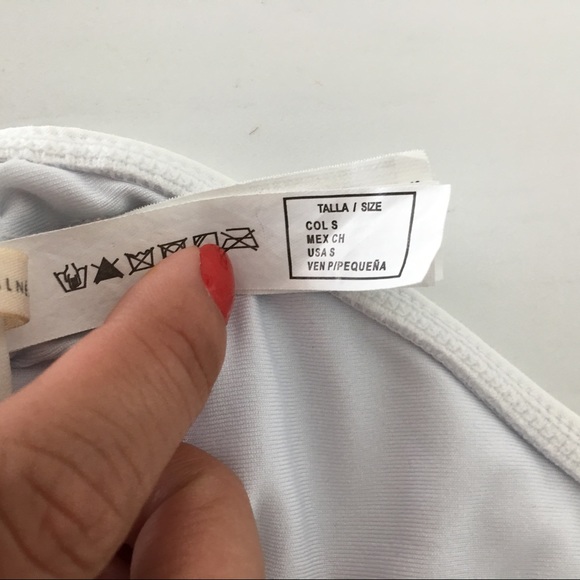 TALLA / SIZE
COL S
MEX CH
USA S
VEN P/PEQUEÑA